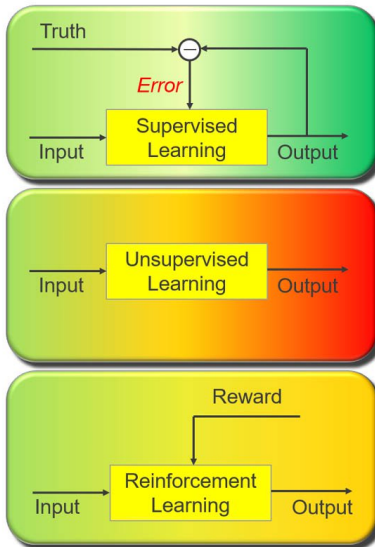 Truth
−
Error
Supervised
Learning
Input
Output
Unsupervised
Learning
Input
Output
Reward
Reinforcement
Learning
Input
Output